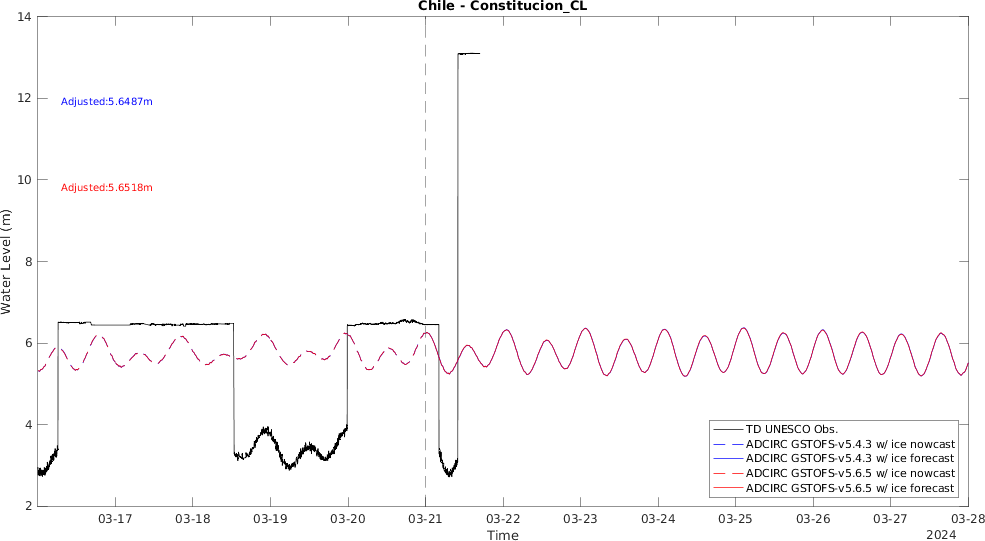 Chile - Constitucion_CL
14
12
10
8
6
4
2
Water Level (m)
Adjusted:5.6487m
Adjusted:5.6518m
TD UNESCO Obs.
ADCIRC GSTOFS-v5.4.3 w/ ice nowcast
ADCIRC GSTOFS-v5.4.3 w/ ice forecast
ADCIRC GSTOFS-v5.6.5 w/ ice nowcast
ADCIRC GSTOFS-v5.6.5 w/ ice forecast
03-17 03-18 03-19 03-20 03-21 03-22 03-23 03-24 03-25 03-26 03-27 03-28
Time
2024